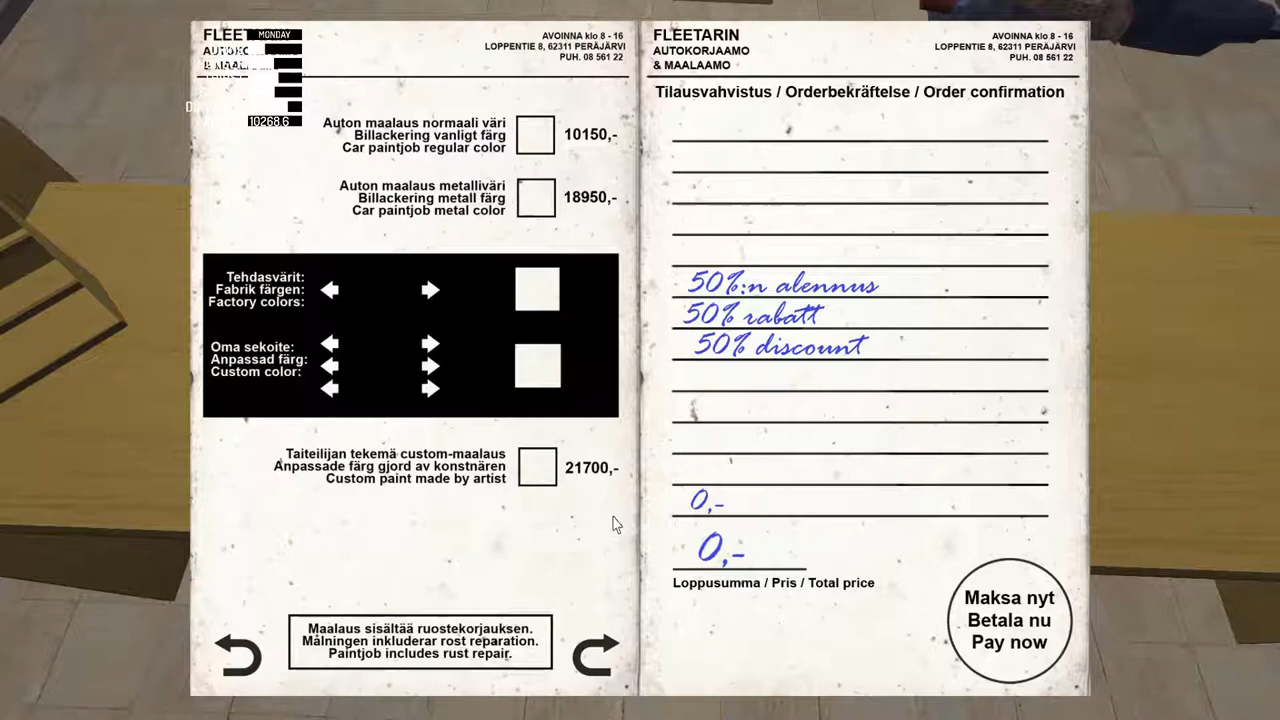 FLEET
MONDAY
AUTOKO
& MAALA
10268.6
AVOINNA klo 8 - 16
LOPPENTIE 8, 62311 PERÄJÄRVI
PUH. 08 561 22
Auton maalaus normaali väri
Billackering vanligt färg
Car paintjob regular color
10150,-
Auton maalaus metalliväri
Billackering metall färg
Car paintjob metal color
18950,-
Tehdasvärit:
Fabrik färgen:
Factory colors:
Oma sekoite:
Anpassad färg:
Custom color:
Taiteilijan tekemä custom-maalaus
Anpassade färg gjord av konstnären
Custom paint made by artist
21700,-
Maalaus sisältää ruostekorjauksen.
Målningen inkluderar rost reparation.
Paintjob includes rust repair.
FLEETARIN
AUTOKORJAAMO
& MAALAAMO
AVOINNA klo 8 - 16
LOPPENTIE 8, 62311 PERÄJÄRVI
PUH. 08 561 22
Tilausvahvistus / Orderbekräftelse / Order confirmation
50%:n alennus
50% rabatt
50% discount
0,-
0,-
Loppusumma / Pris / Total price
Maksa nyt
Betala nu
Pay now